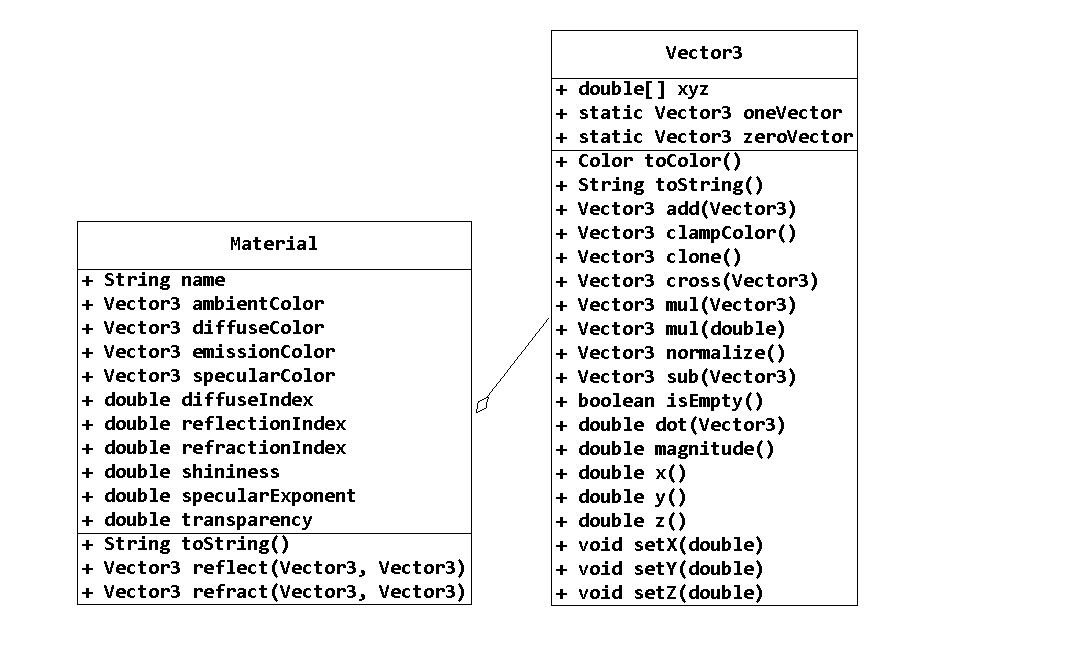 Vector3
+ double[] xyz
+ static Vector3 oneVector
+ static Vector3 zeroVector
+ Color toColor()
+ String toString()
+ Vector3 add(Vector3)
+ Vector3 clampColor()
+ Vector3 clone()
+ Vector3 cross(Vector3)
+ Vector3 mul(Vector3)
+ Vector3 mul(double)
+ Vector3 normalize()
+ Vector3 sub(Vector3)
+ boolean isEmpty()
+ double dot(Vector3)
+ double magnitude()
+ double x()
+ double y()
+ double z()
+ void setX(double)
+ void setY(double)
+ void setZ(double)
Material
+ String name
+ Vector3 ambientColor
+ Vector3 diffuseColor
+ Vector3 emissionColor
+ Vector3 specularColor
+ double diffuseIndex
+ double reflectionIndex
+ double refractionIndex
+ double shininess
+ double specularExponent
+ double transparency
+ String toString()
+ Vector3 reflect(Vector3, Vector3)
+ Vector3 refract(Vector3, Vector3)